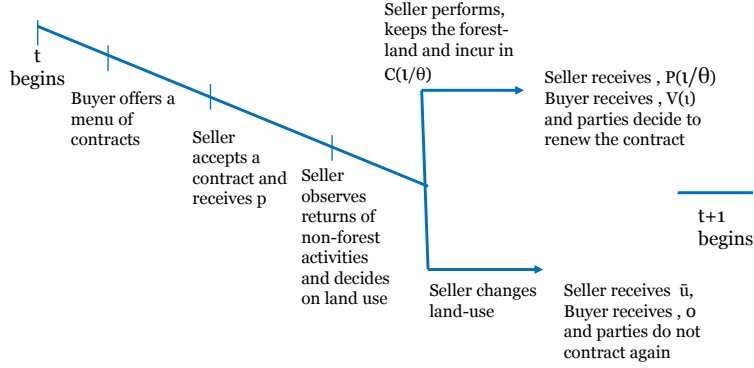 t
begins
Buyer offers a
menu of
contracts
Seller
accepts a
contract and
receives p
Seller
observes
returns of
non-forest
activities
and decides
on land use
Seller performs,
keeps the forest-
land and incur in
C(ι/θ)
Seller receives , P(ι/θ)
Buyer receives , V(ι)
and parties decide to
renew the contract
Seller changes
land-use
Seller receives ū,
Buyer receives , 0
and parties do not
contract again
t+1
begins